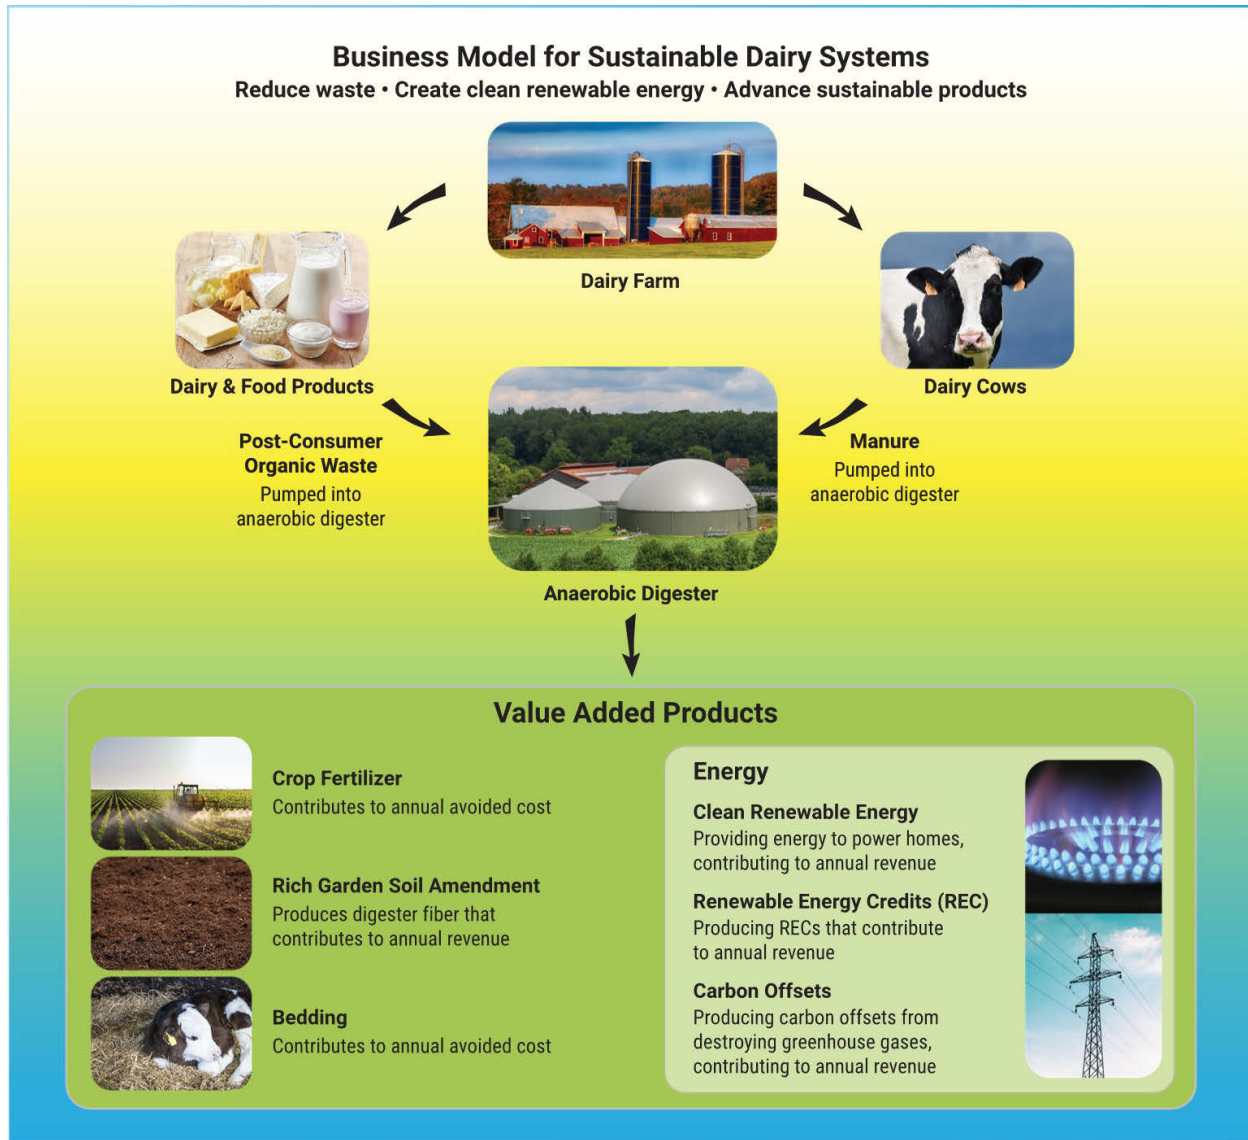 Business Model for Sustainable Dairy Systems
Reduce waste • Create clean renewable energy • Advance sustainable products
Dairy Farm
Dairy & Food Products
Dairy Cows
Post-Consumer
Organic Waste
Pumped into
anaerobic digester
Manure
Pumped into
anaerobic digester
Anaerobic Digester
Value Added Products
Crop Fertilizer
Contributes to annual avoided cost
Rich Garden Soil Amendment
Produces digester fiber that
contributes to annual revenue
Bedding
Contributes to annual avoided cost
Energy
Clean Renewable Energy
Providing energy to power homes,
contributing to annual revenue
Renewable Energy Credits (REC)
Producing RECs that contribute
to annual revenue
Carbon Offsets
Producing carbon offsets from
destroying greenhouse gases,
contributing to annual revenue